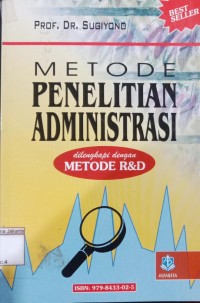 PROF. DR. SUGIYONO
BEST
SELLER
METODE
PENELITIAN
ADMINISTRASI
dilengkapi dengan
METODE R&D
ALFABETA
ISBN: 979-8433-02-5